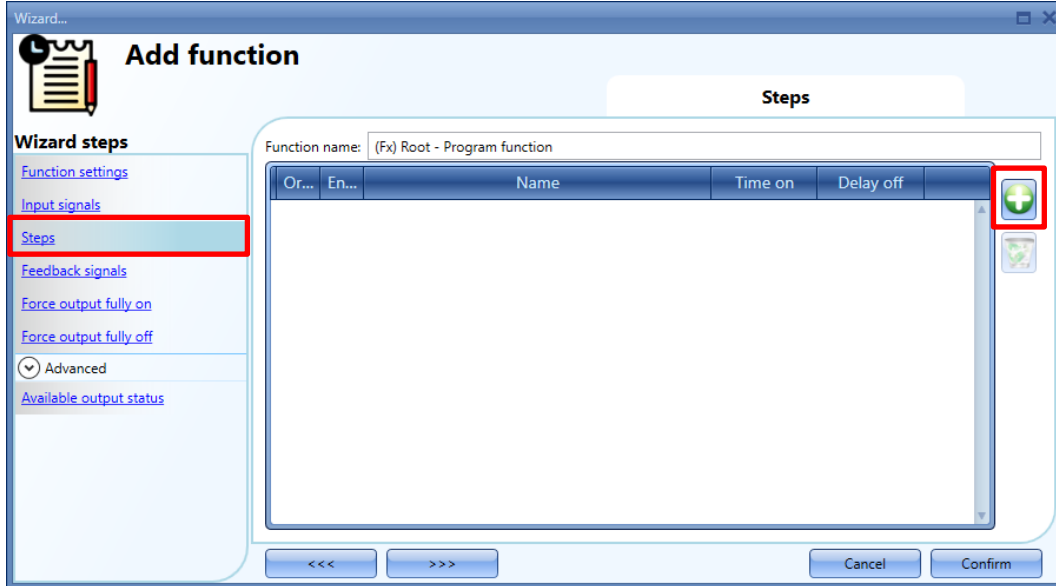 Wizard...
Add function
Steps
Wizard steps
Function settings
Input signals
Steps
Feedback signals
Force output fully on
Force output fully off
Advanced
Available output status
Function name: (Fx) Root - Program function
Or... En... Name Time on Delay off
<<< >>> Cancel Confirm